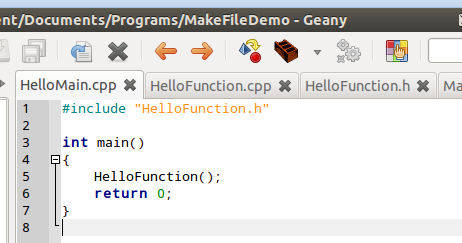 ent/Documents/Programs/MakeFileDemo - Geany
HelloMain.cpp HelloFunction.cpp HelloFunction.h Ma
1 #include "HelloFunction.h"
2
3 int main()
4 {
5 HelloFunction();
6 return 0;
7 }
8